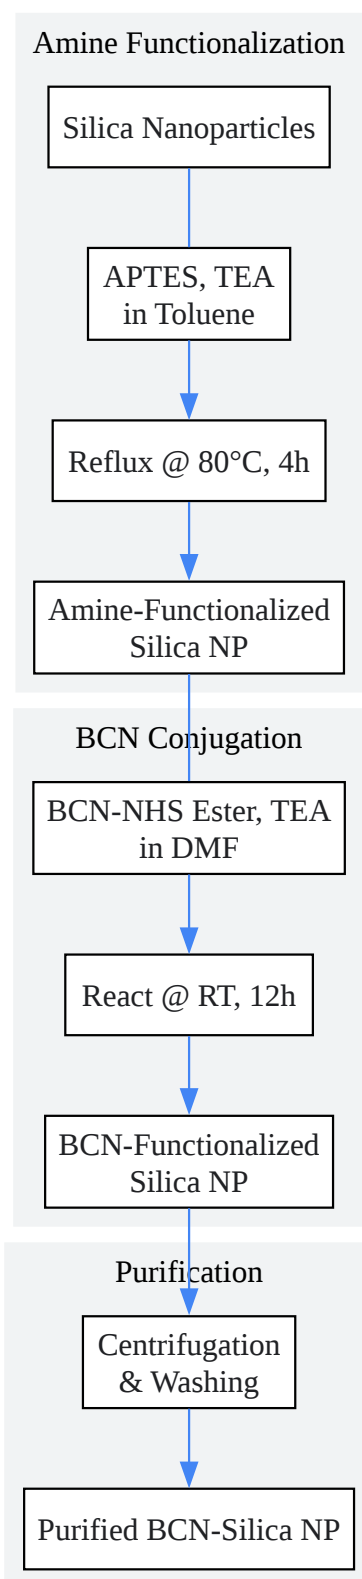 Amine Functionalization
Silica Nanoparticles
APTES, TEA
in Toluene
Reflux @ 80°C, 4h
Amine-Functionalized
Silica NP
BCN Conjugation
BCN-NHS Ester, TEA
in DMF
React @ RT, 12h
BCN-Functionalized
Silica NP
Purification
Centrifugation
& Washing
Purified BCN-Silica NP